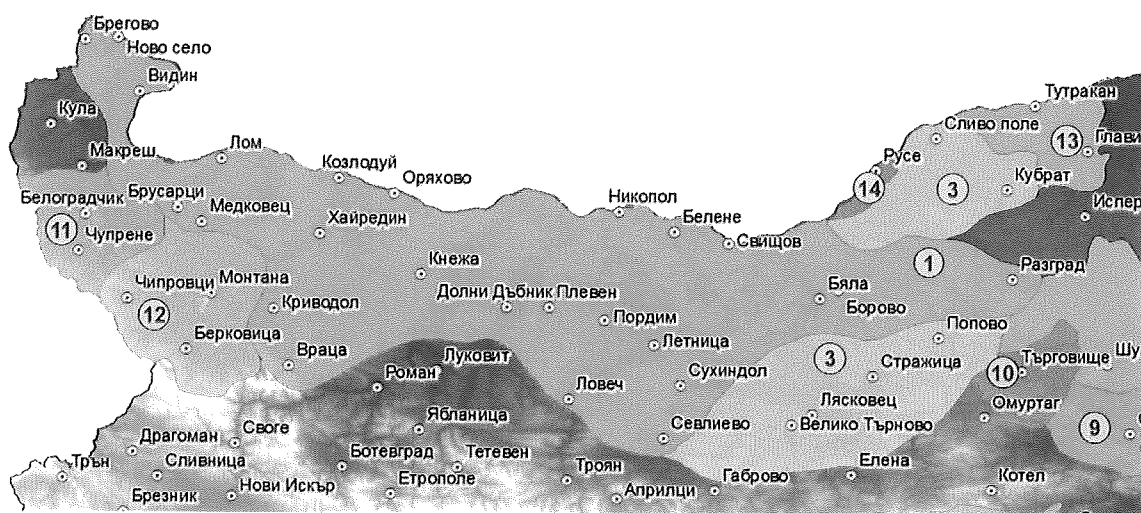 Брегово
Ново село
Видин
Кула
Тутракан
Сливо поле
13
Глави
Макреш
Лом
Козлодуй
Оряхово
Русе
14
3
Кубрат
Белоградчик
Брусарци
Медковец
Хайредин
Никопол
Белене
Свищов
Испер
11
Чупрене
Кнежа
1
Разград
Чипровци
Монтана
Криводол
Долни Дъбник
Плевен
Бяла
Борово
12
Пордим
Берковица
Враца
Луковит
Летница
3
Попово
Роман
Ловеч
Сухиндол
Стражица
10
Търговище
Шу
Ябланица
Лясковец
Омуртаг
Драгоман
Своге
Севлиево
Велико Търново
9
Трън
Сливница
Ботевград
Тетевен
Троян
Габрово
Елена
Котел
Брезник
Нови Искър
Етрополе
Априлци